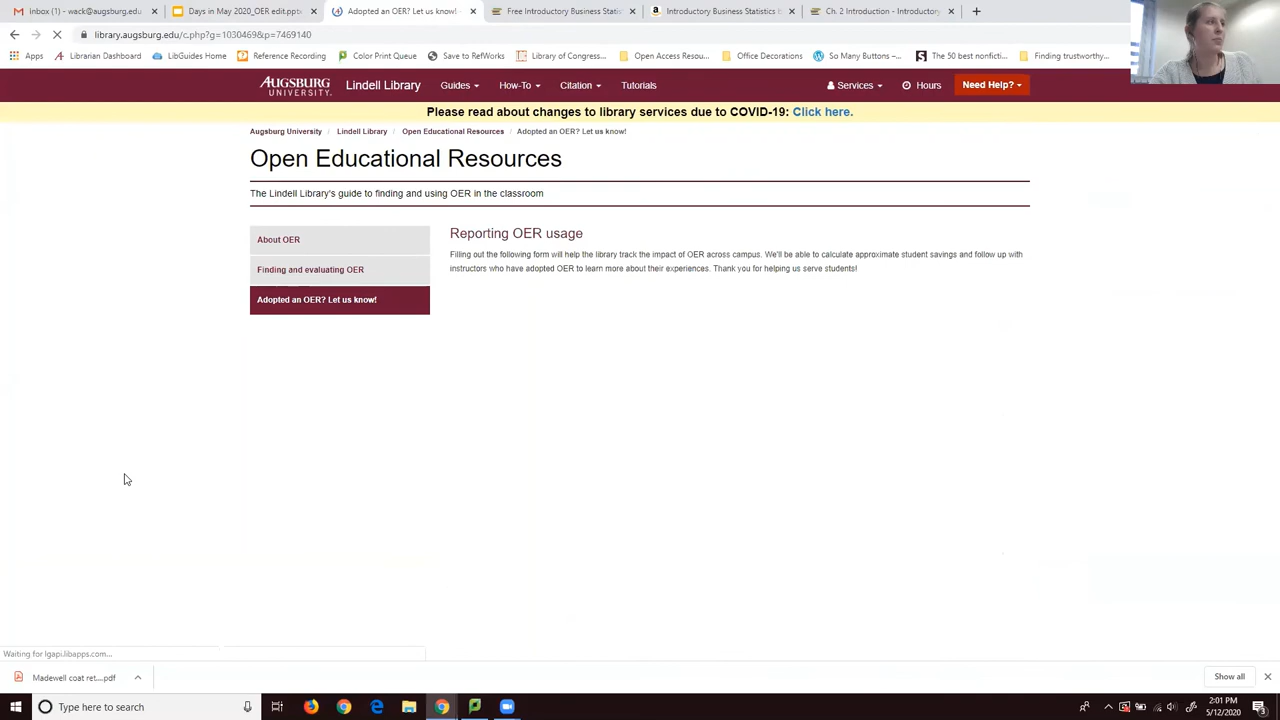 Inbox (1) - wack@augsburg.edu
Days in May 2020_OER edit.pptx
Adopted an OER? Let us know! -
Free Introductory Business Statis
Introductory Business Statistics
Ch. 2 Introduction - Introductory
library.augsburg.edu/c.php?g=1030469&p=7469140
Apps
Librarian Dashboard
LibGuides Home
Reference Recording
Color Print Queue
Save to RefWorks
Library of Congress...
Open Access Resou...
Office Decorations
So Many Buttons –...
The 50 best nonficti...
Finding trustworthy...
AUGSBURG UNIVERSITY.
Lindell Library
Guides
How-To
Citation
Tutorials
Services
Hours
Need Help?
Please read about changes to library services due to COVID-19: Click here.
Augsburg University / Lindell Library / Open Educational Resources / Adopted an OER? Let us know!
Open Educational Resources
The Lindell Library's guide to finding and using OER in the classroom
About OER
Finding and evaluating OER
Adopted an OER? Let us know!
Reporting OER usage
Filling out the following form will help the library track the impact of OER across campus. We'll be able to calculate approximate student savings and follow up with
instructors who have adopted OER to learn more about their experiences. Thank you for helping us serve students!
Waiting for lgapi.libapps.com...
Madewell coat ret....pdf
Show all
Type here to search
2:01 PM
5/12/2020